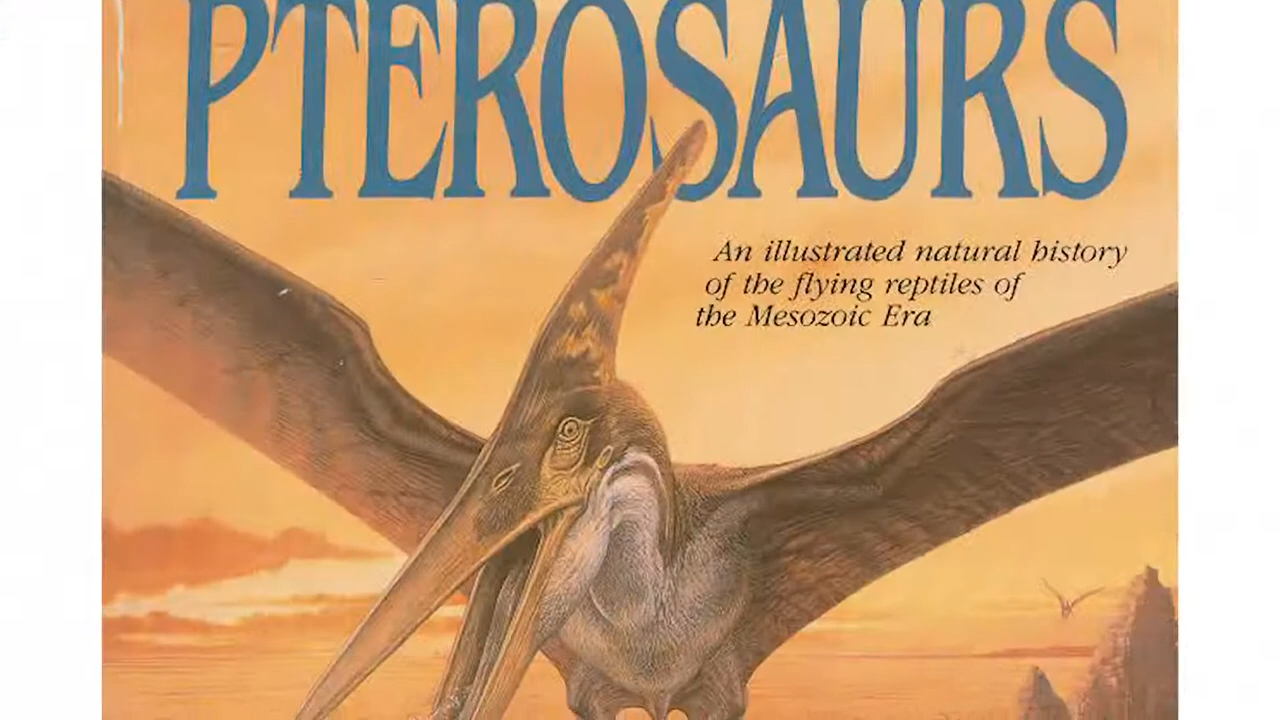 PTEROSAURS
An illustrated natural history
of the flying reptiles of
the Mesozoic Era